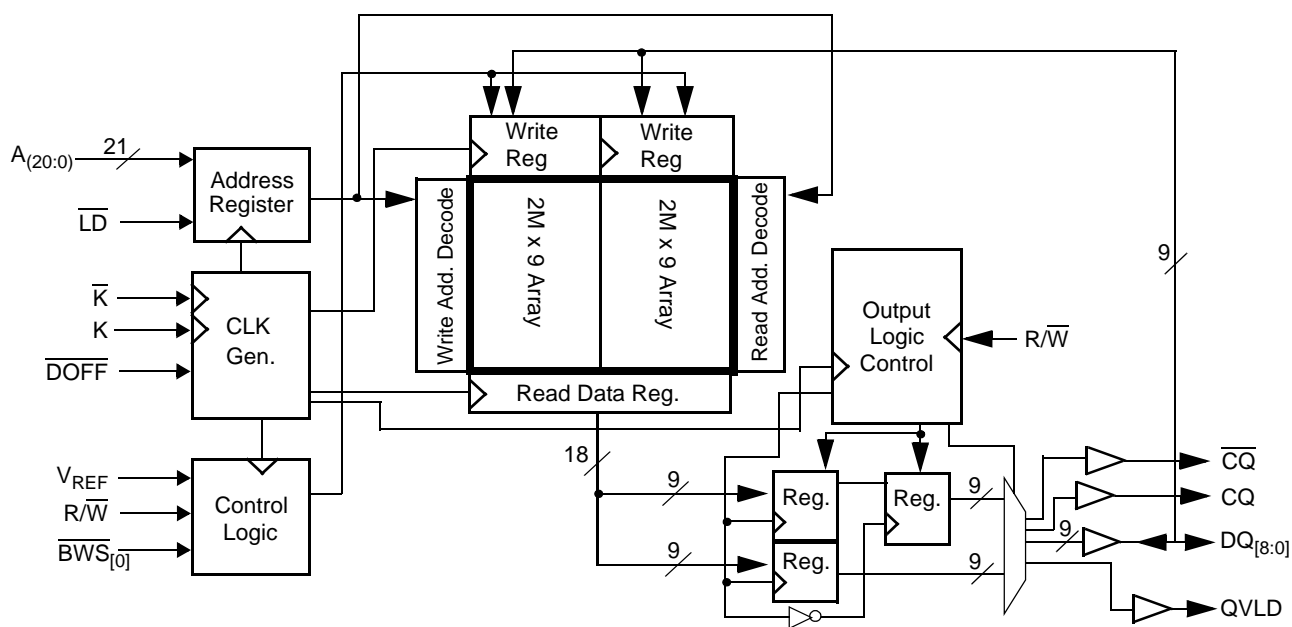 A(20:0)
21
LD
Address
Register
K
K
DOFF
CLK
Gen.
VREF
R/W
BWS[0]
Control
Logic
Write
Reg
Write
Reg
Write Add. Decode
2M x 9 Array
2M x 9 Array
Read Add. Decode
Read Data Reg.
Output
Logic
Control
R/W
9
18
9
Reg.
Reg.
9
9
Reg.
9
9
CQ
CQ
DQ[8:0]
QVLD